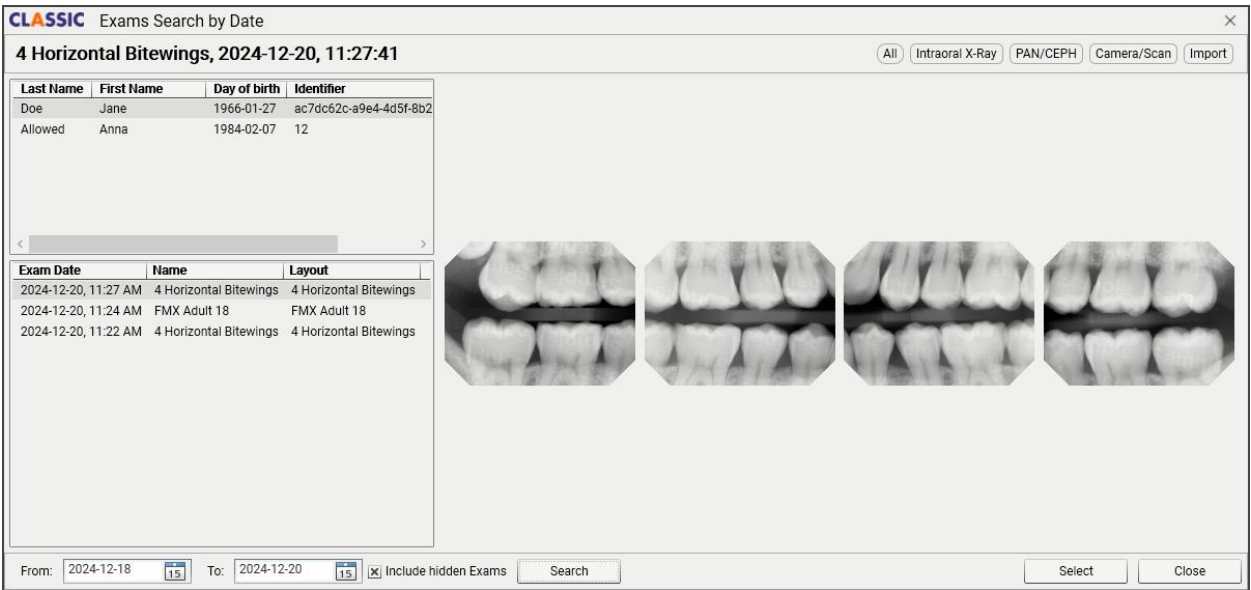 CLASSIC Exams Search by Date
4 Horizontal Bitewings, 2024-12-20, 11:27:41
All Intraoral X-Ray PAN/CEPH Camera/Scan Import
Last Name First Name Day of birth Identifier
Doe Jane 1966-01-27 ac7dc62c-a9e4-4d5f-8b2
Allowed Anna 1984-02-07 12
Exam Date Name Layout
2024-12-20, 11:27 AM 4 Horizontal Bitewings 4 Horizontal Bitewings
2024-12-20, 11:24 AM FMX Adult 18 FMX Adult 18
2024-12-20, 11:22 AM 4 Horizontal Bitewings 4 Horizontal Bitewings
From: 2024-12-18 15 To: 2024-12-20 15 Include hidden Exams Search Select Close